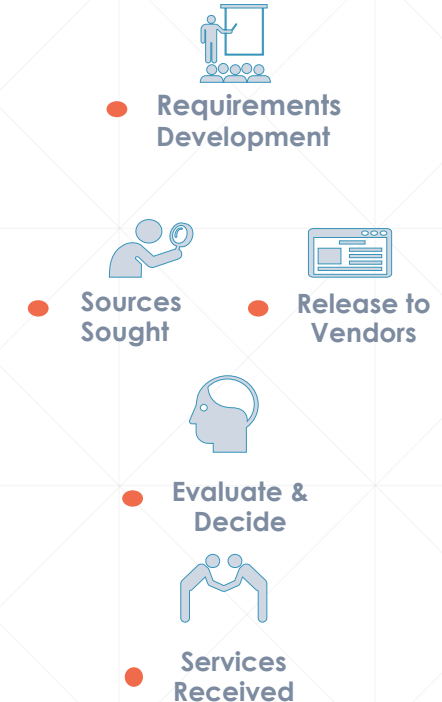 Requirements
Development
Sources
Sought
Release to
Vendors
Evaluate &
Decide
Services
Received